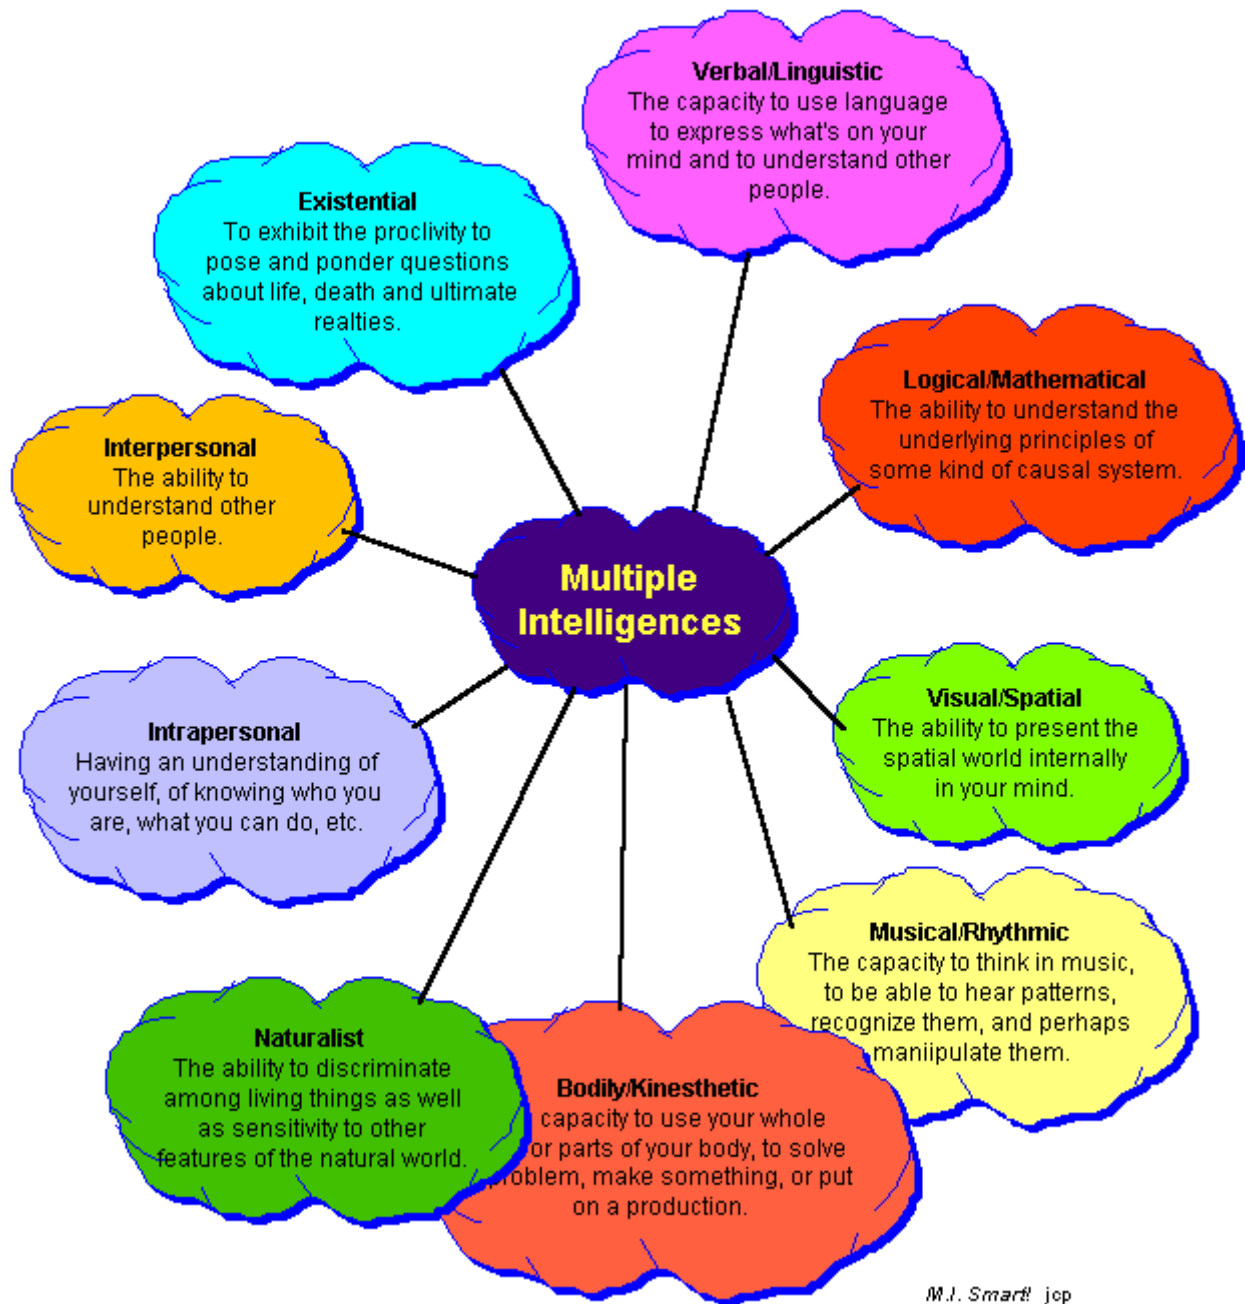 Verbal/Linguistic
The capacity to use language
to express what's on your
mind and to understand other
people.
Existential
To exhibit the proclivity to
pose and ponder questions
about life, death and ultimate
realties.
Logical/Mathematical
The ability to understand the
underlying principles of
some kind of causal system.
Interpersonal
The ability to
understand other
people.
Multiple
Intelligences
Visual/Spatial
The ability to present the
spatial world internally
in your mind.
Intrapersonal
Having an understanding of
yourself, of knowing who you
are, what you can do, etc.
Musical/Rhythmic
The capacity to think in music,
to be able to hear patterns,
recognize them, and perhaps
maniipulate them.
Naturalist
The ability to discriminate
among living things as well
as sensitivity to other
features of the natural world.
Bodily/Kinesthetic
capacity to use your whole
or parts of your body, to solve
problem, make something, or put
on a production.
M.I. Smart! jcp